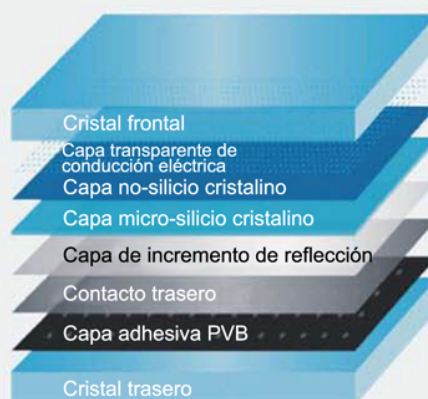 Cristal frontal
Capa transparente de
conducción eléctrica
Capa no-silicio cristalino
Capa micro-silicio cristalino
Capa de incremento de reflección
Contacto trasero
Capa adhesiva PVB
Cristal trasero